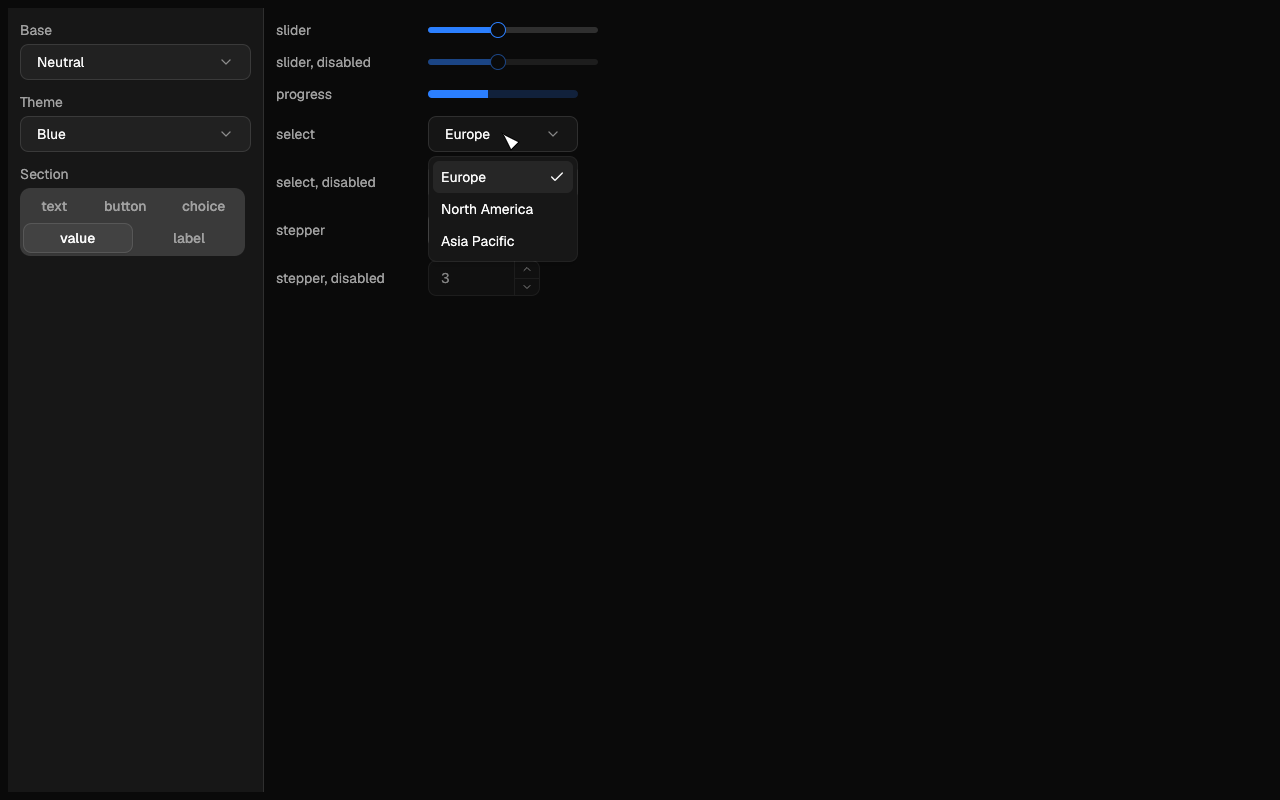 Base
Neutral
Theme
Blue
Section
text button choice
value label
slider
slider, disabled
progress
select Europe
Europe
North America
Asia Pacific
select, disabled
stepper
stepper, disabled 3